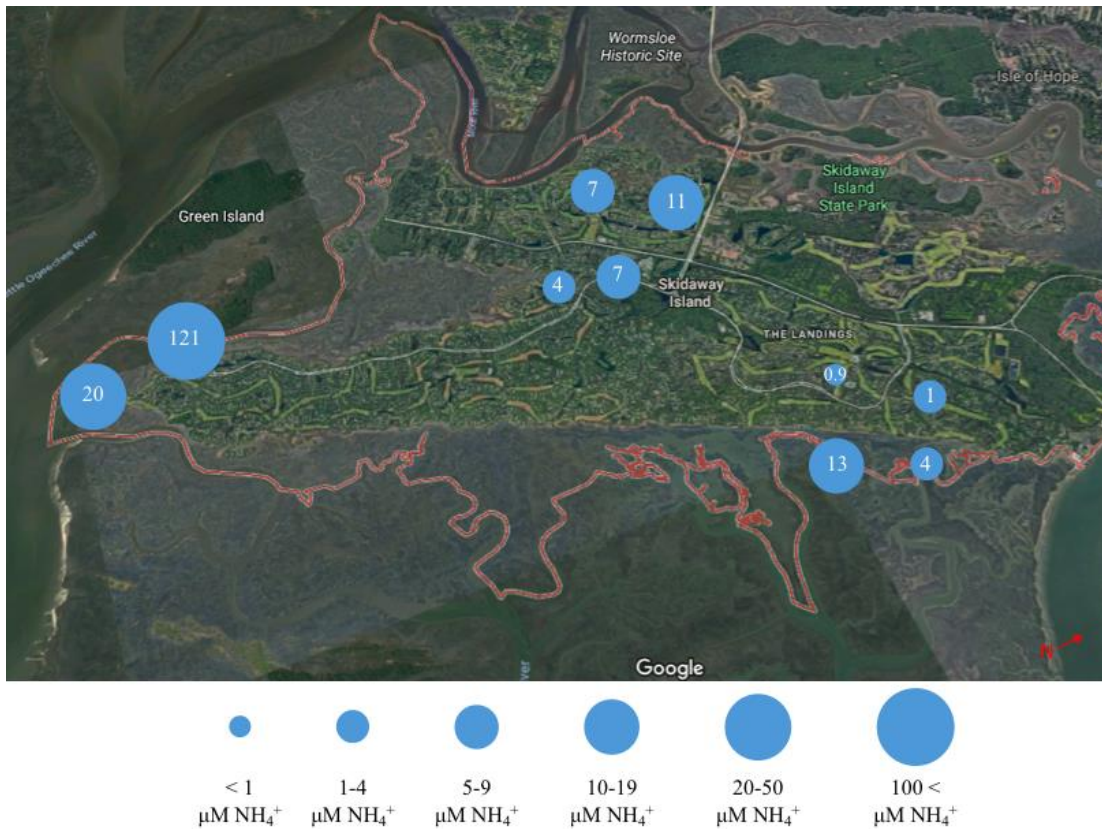 Wormsloe
Historic Site
Isle of Hope
Skidaway
Island
State Park
7
11
Green Island
4
7
Skidaway
Island
THE LANDINGS
121
20
0.9
1
13
4
N
Google
< 1
μM NH₄⁺
1-4
μM NH₄⁺
5-9
μM NH₄⁺
10-19
μM NH₄⁺
20-50
μM NH₄⁺
100 <
μM NH₄⁺